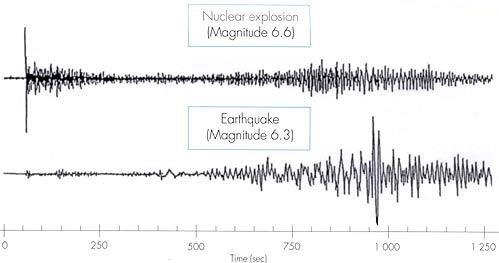 Nuclear explosion
(Magnitude 6.6)
Earthquake
(Magnitude 6.3)
0 250 500 750 1 000 1 250
Time (sec)